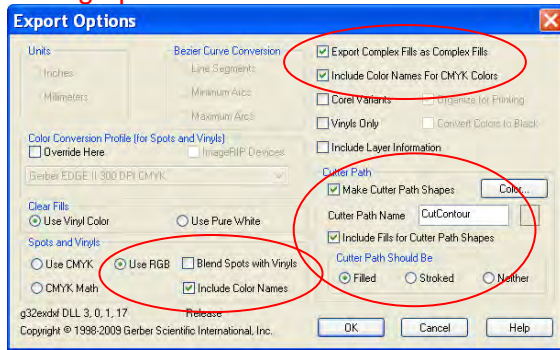 Export Options
Units
Inches
Millimeters
Bezier Curve Conversion
Line Segments
Minimum Arcs
Maximum Arcs
Color Conversion Profile (for Spots and Vinyls)
Override Here
ImageRIP Devices
Gerber EDGE II 300 DPI CMYK
Clear Fills
Use Vinyl Color
Use Pure White
Spots and Vinyls
Use CMYK
Use RGB
Blend Spots with Vinyls
CMYK Math
Include Color Names
g32exdxf DLL 3, 0, 1, 17
Release
Copyright © 1998-2009 Gerber Scientific International, Inc.
Export Complex Fills as Complex Fills
Include Color Names For CMYK Colors
Corel Variants
Organize for Printing
Vinyls Only
Convert Colors to Black
Include Layer Information
Cutter Path
Make Cutter Path Shapes
Color...
Cutter Path Name
CutContour
Include Fills for Cutter Path Shapes
Cutter Path Should Be
Filled
Stroked
Neither
OK
Cancel
Help